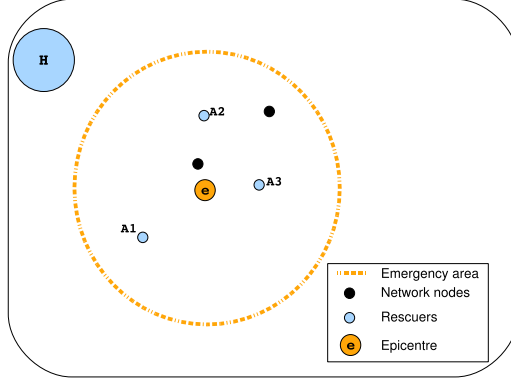 H
A2
A3
e
A1
Emergency area
Network nodes
Rescuers
e Epicentre